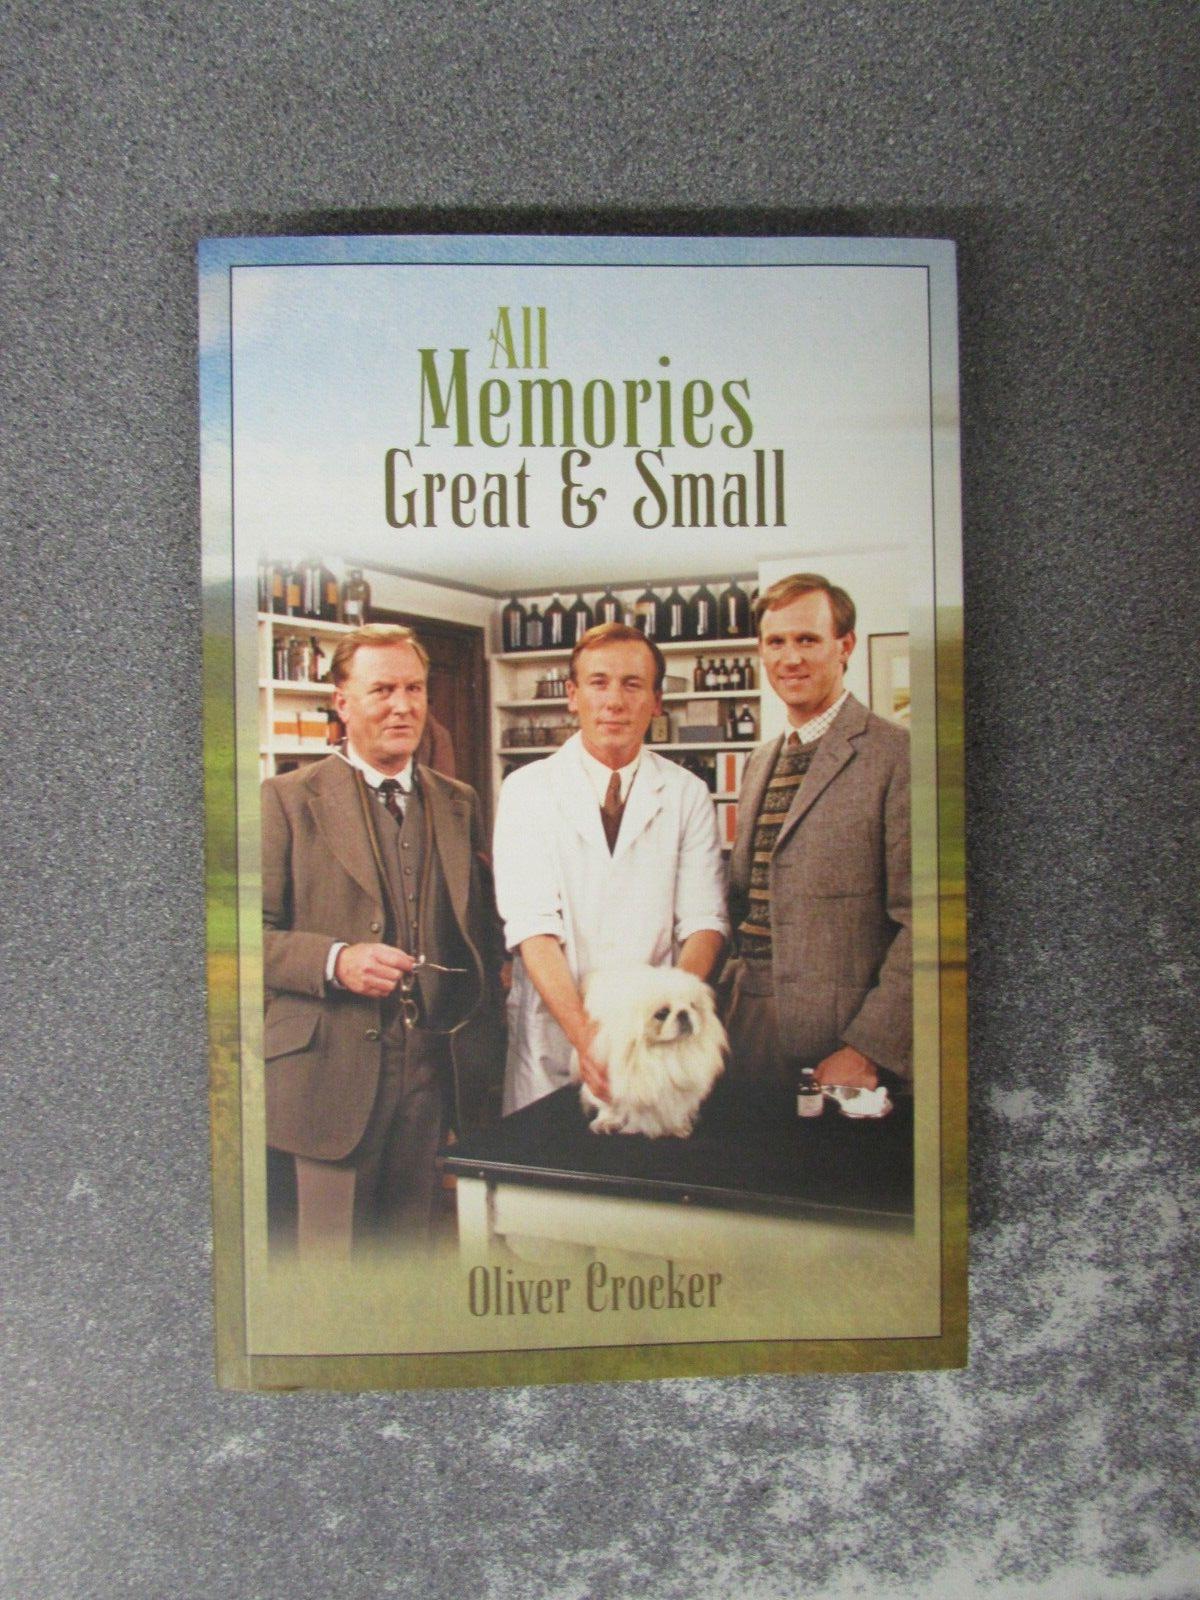 All
Memories
Great & Small
Oliver Crocker